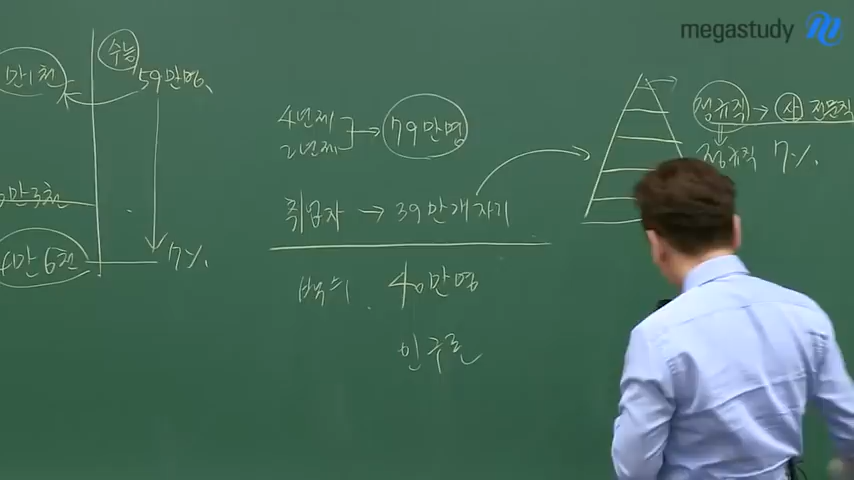 megastudy
만1천
수능
59만명
만3천
4만6천
7%
4년제
2년제
79만명
취업자 → 39만개 자리
백수 40만명
인구론
정규직 → 사 전문직
정규직 7%